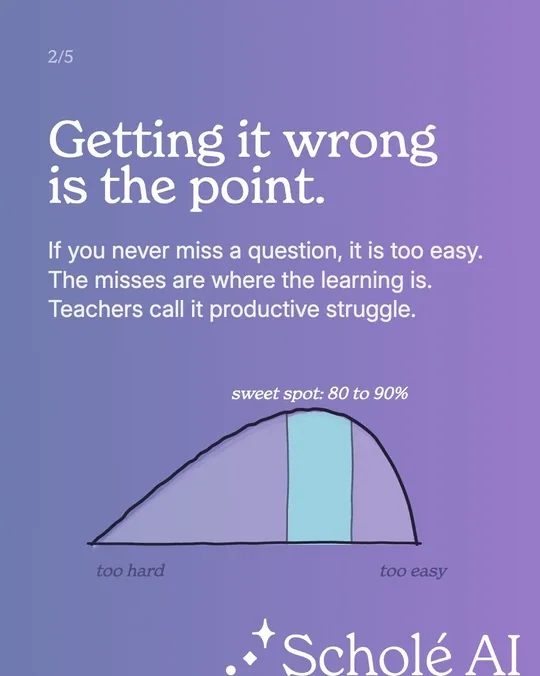 2/5
Getting it wrong
is the point.
If you never miss a question, it is too easy.
The misses are where the learning is.
Teachers call it productive struggle.
sweet spot: 80 to 90%
too hard
too easy
Scholé AI